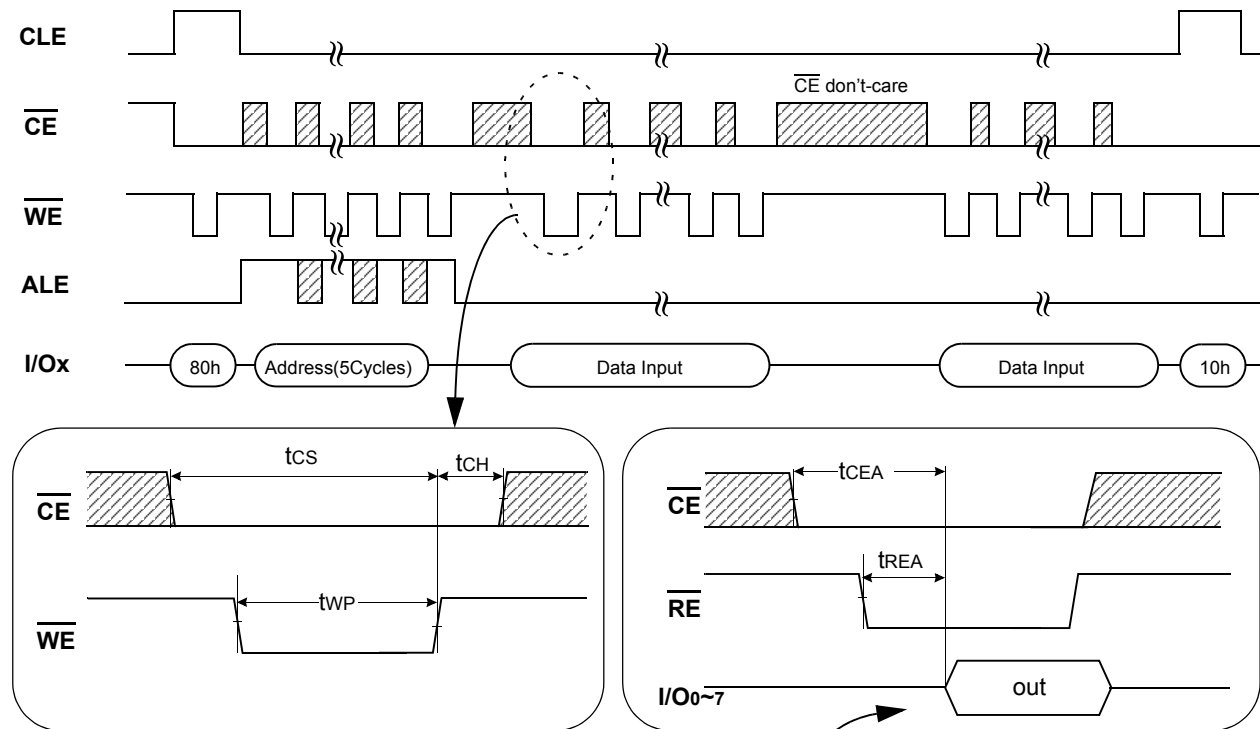 CLE
CE don't-care
CE
WE
ALE
I/Ox 80h Address(5Cycles) Data Input Data Input 10h
tCS tCH
CE
tWP
WE
tCEA
CE
tREA
RE
I/O0~7 out